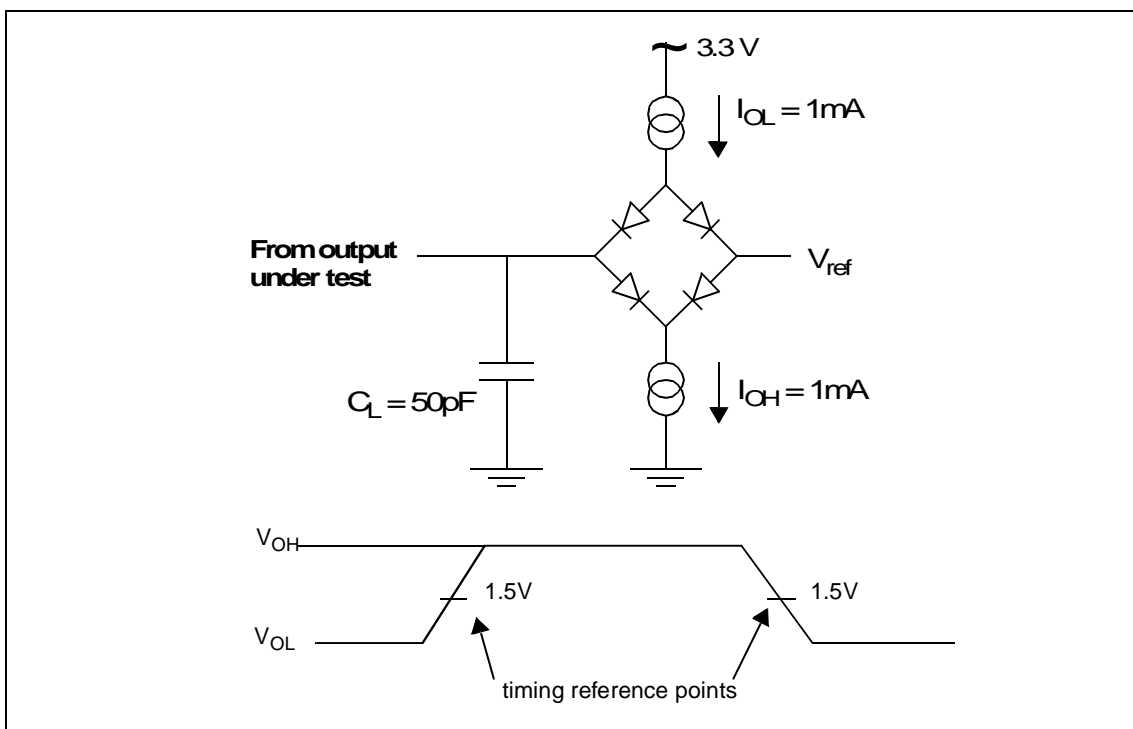 3.3 V
I_OL = 1mA
From output
under test
V_ref
C_L = 50pF
I_OH = 1mA
V_OH
1.5V
1.5V
V_OL
timing reference points